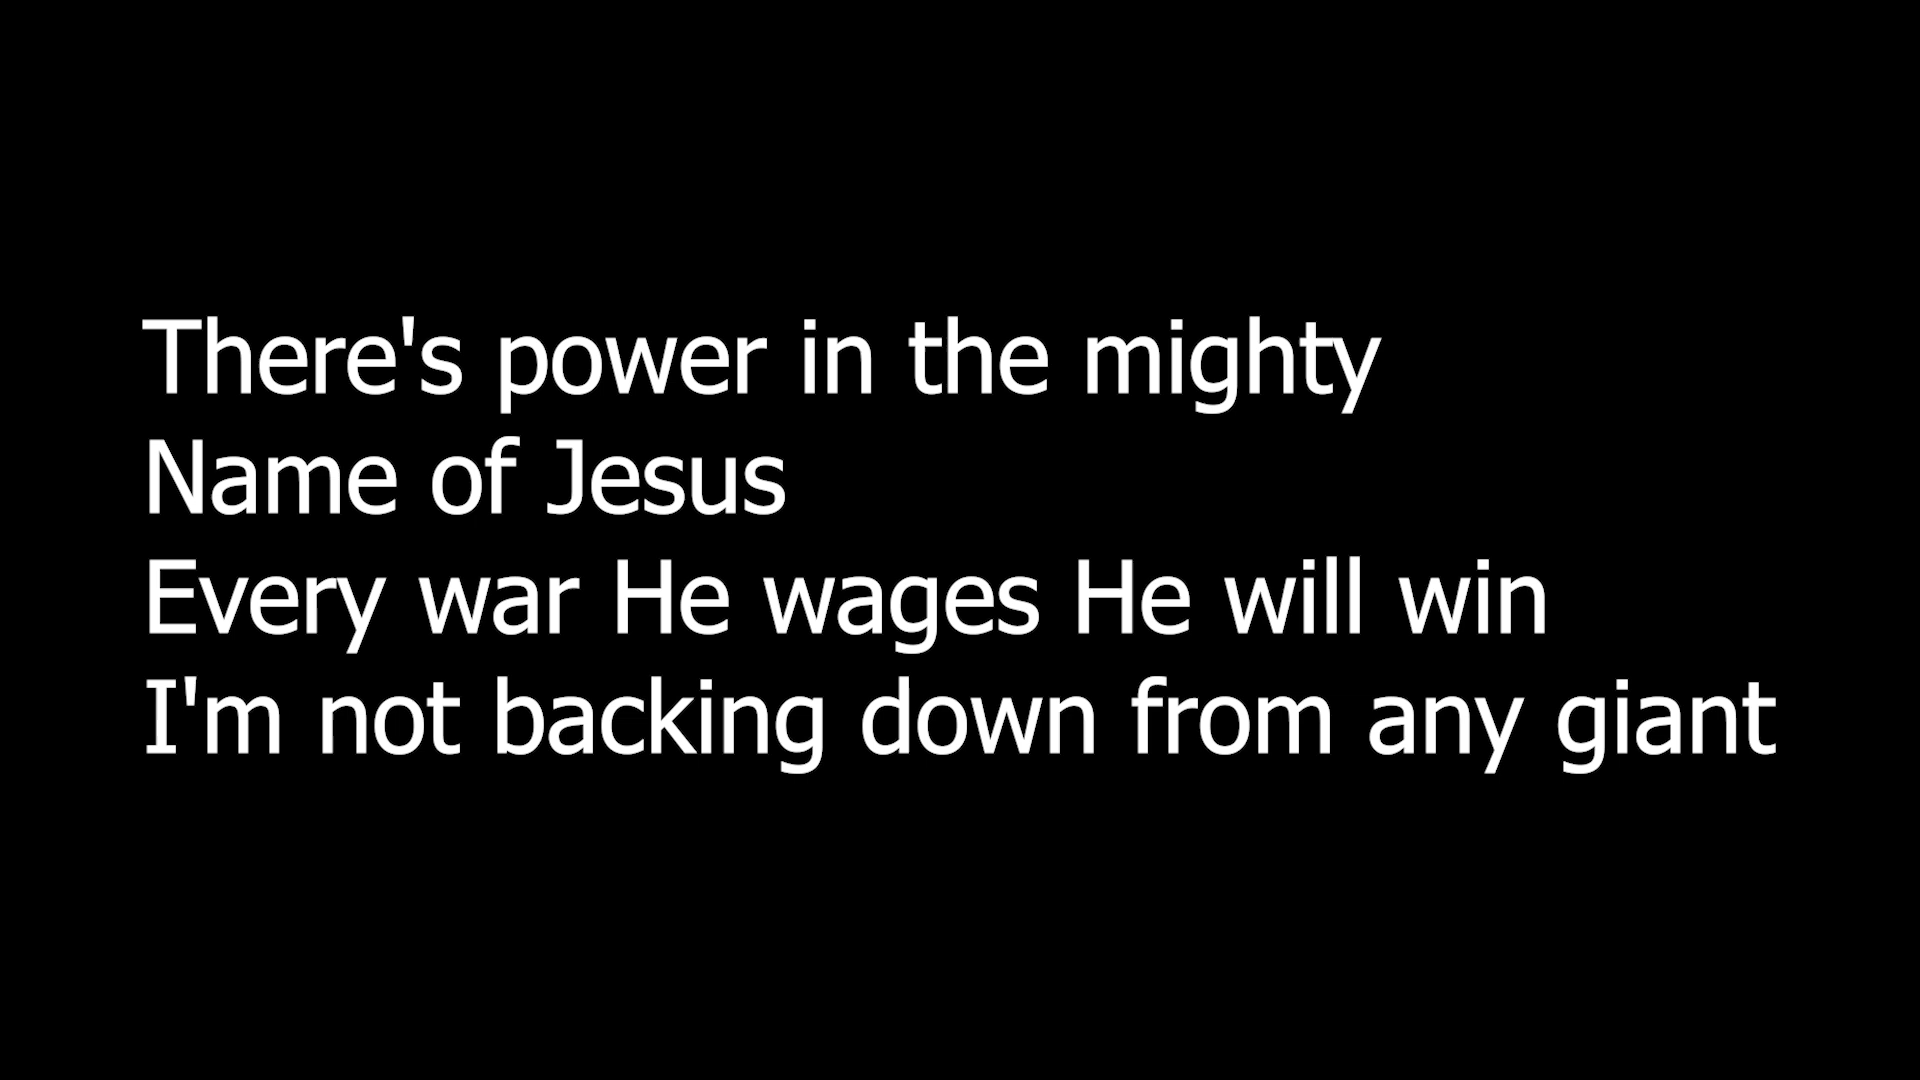 There's power in the mighty
Name of Jesus
Every war He wages He will win
I'm not backing down from any giant